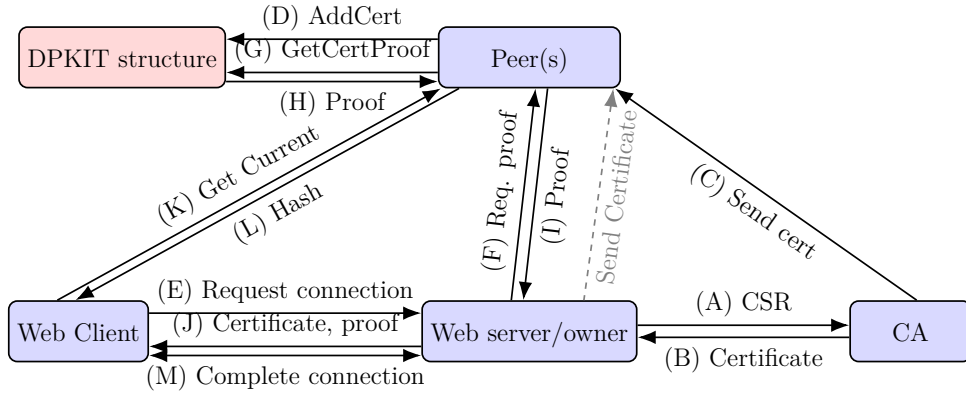 (D) AddCert
DPKIT structure
(G) GetCertProof
Peer(s)
(H) Proof
(K) Get Current
(L) Hash
(F) Req. proof
(I) Proof
Send Certificate
(C) Send cert
(E) Request connection
(A) CSR
Web Client
(J) Certificate, proof
Web server/owner
CA
(B) Certificate
(M) Complete connection